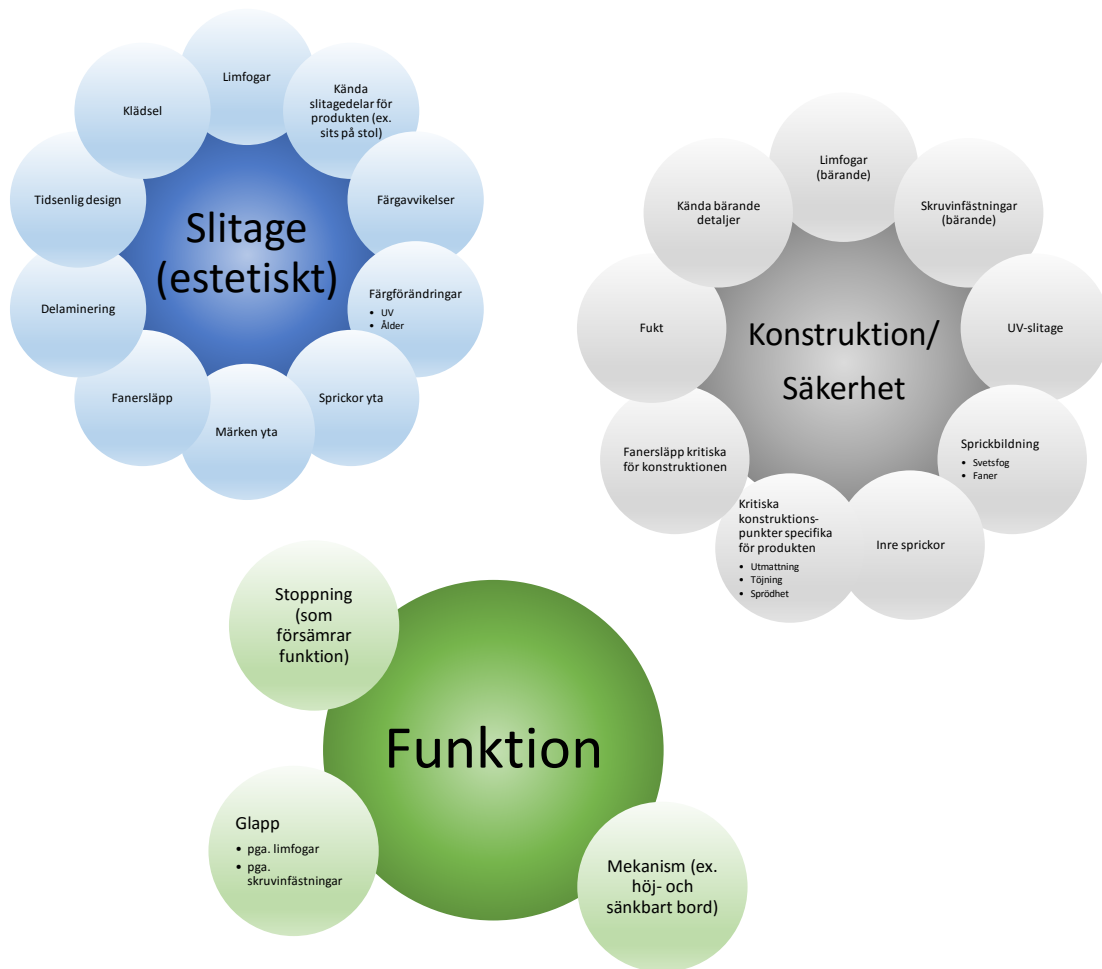 Slitage
(estetiskt)
Limfogar
Kända
slitagedelar för
produkten (ex.
sits på stol)
Färgavvikelser
Färgförändringar
• UV
• Ålder
Sprickor yta
Märken yta
Fanersläpp
Delaminering
Tidsenlig design
Klädsel
Konstruktion/
Säkerhet
Limfogar
(bärande)
Skruvinfästningar
(bärande)
UV-slitage
Sprickbildning
• Svetsfog
• Faner
Inre sprickor
Kritiska
konstruktions-
punkter specifika
för produkten
• Utmattning
• Töjning
• Sprödhet
Fanersläpp kritiska
för konstruktionen
Fukt
Kända bärande
detaljer
Funktion
Stoppning
(som
försämrar
funktion)
Mekanism (ex.
höj- och
sänkbart bord)
Glapp
• pga. limfogar
• pga.
skruvinfästningar